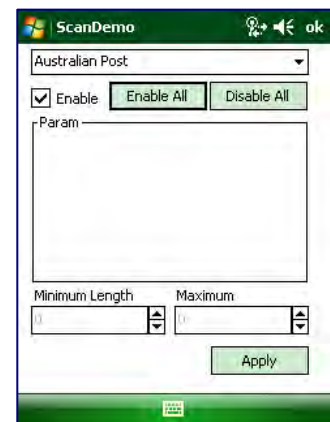 ScanDemo ok
Australian Post
Enable Enable All Disable All
Param
Minimum Length Maximum
0 0
Apply